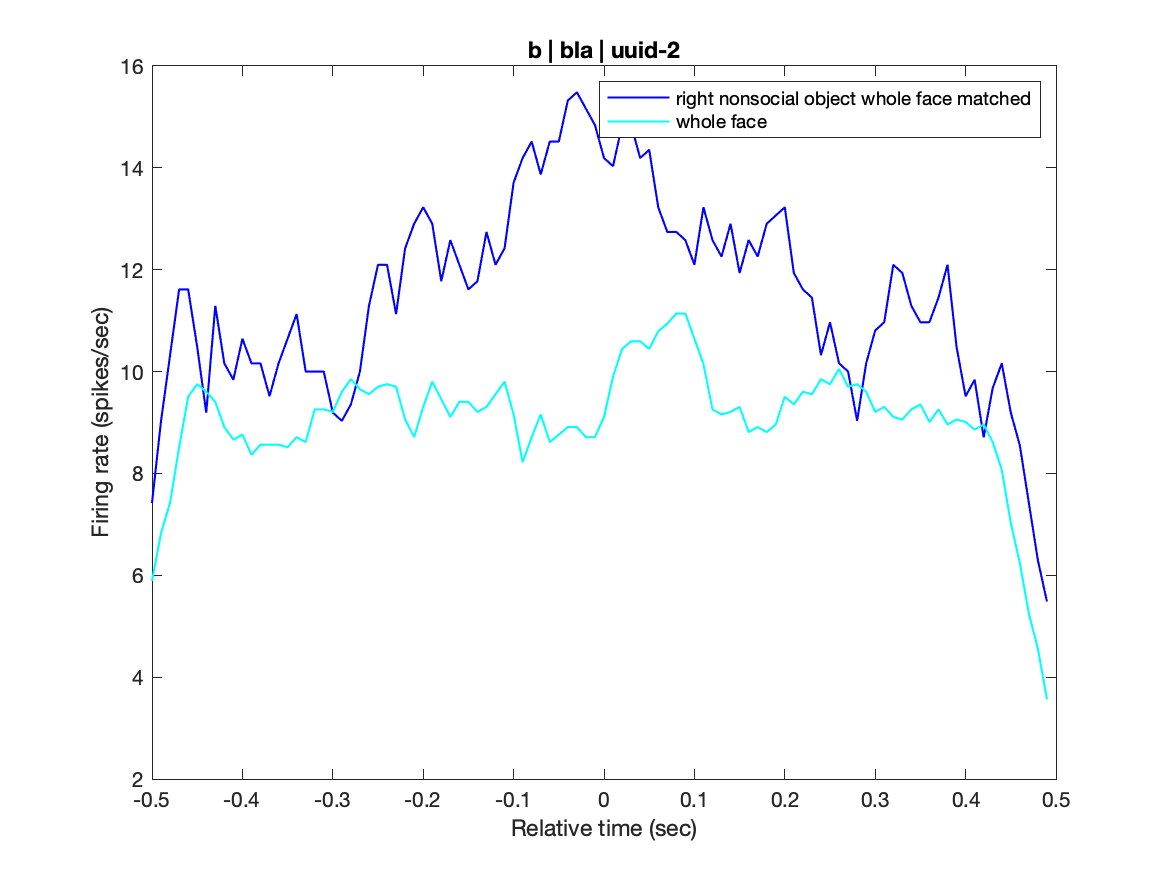 b | bla | uuid-2
right nonsocial object whole face matched
whole face
Firing rate (spikes/sec)
16
14
12
10
8
6
4
2
-0.5 -0.4 -0.3 -0.2 -0.1 0 0.1 0.2 0.3 0.4 0.5
Relative time (sec)